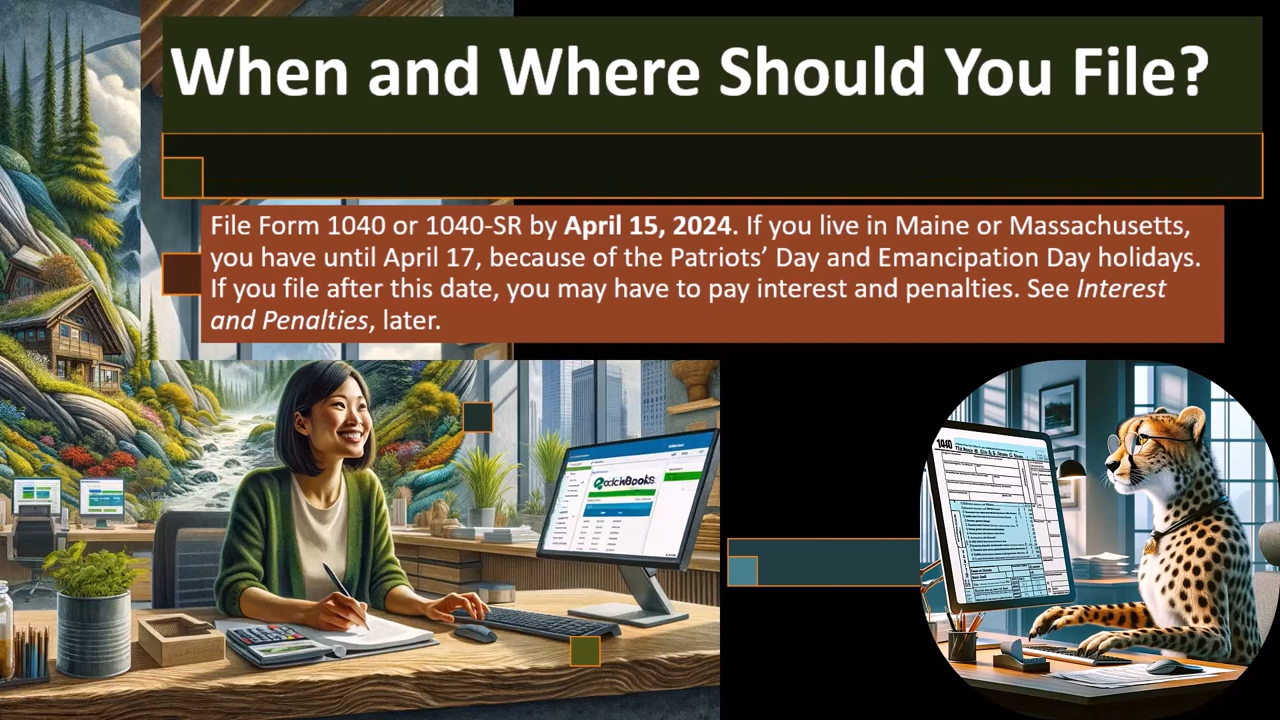 When and Where Should You File?
File Form 1040 or 1040-SR by April 15, 2024. If you live in Maine or Massachusetts,
you have until April 17, because of the Patriots’ Day and Emancipation Day holidays.
If you file after this date, you may have to pay interest and penalties. See Interest
and Penalties, later.
1040